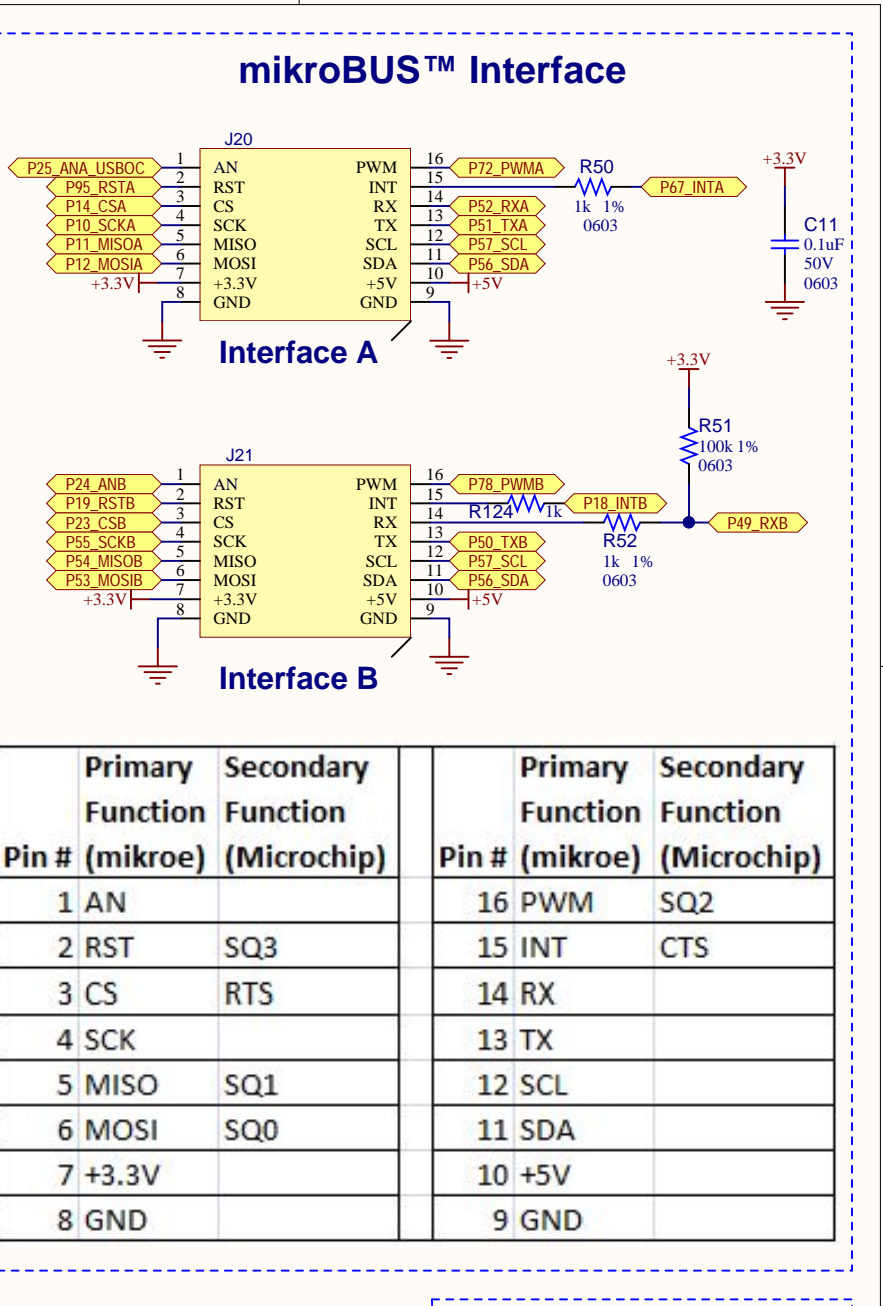 mikroBUS™ Interface
J20
P25_ANA_USBOC 1 AN PWM 16 P72_PWMA
P95_RSTA 2 RST INT 15 R50 1k 1% 0603 P67_INTA
P14_CSA 3 CS RX 14 P52_RXA
P10_SCKA 4 SCK TX 13 P51_TXA
P11_MISOA 5 MISO SCL 12 P57_SCL
P12_MOSIA 6 MOSI SDA 11 P56_SDA
+3.3V 7 +3.3V +5V 10 +5V
8 GND GND 9
Interface A
+3.3V
C11
0.1uF
50V
0603
J21
P24_ANB 1 AN PWM 16 P78_PWMB
P19_RSTB 2 RST INT 15 R124 1k P18_INTB
P23_CSB 3 CS RX 14 R52 1k 1% 0603 P49_RXB
P55_SCKB 4 SCK TX 13 P50_TXB
P54_MISOB 5 MISO SCL 12 P57_SCL
P53_MOSIB 6 MOSI SDA 11 P56_SDA
+3.3V 7 +3.3V +5V 10 +5V
8 GND GND 9
Interface B
+3.3V
R51
100k 1%
0603
Primary Secondary Primary Secondary
Function Function Function Function
Pin # (mikroe) (Microchip) Pin # (mikroe) (Microchip)
1 AN 16 PWM SQ2
2 RST SQ3 15 INT CTS
3 CS RTS 14 RX
4 SCK 13 TX
5 MISO SQ1 12 SCL
6 MOSI SQ0 11 SDA
7 +3.3V 10 +5V
8 GND 9 GND